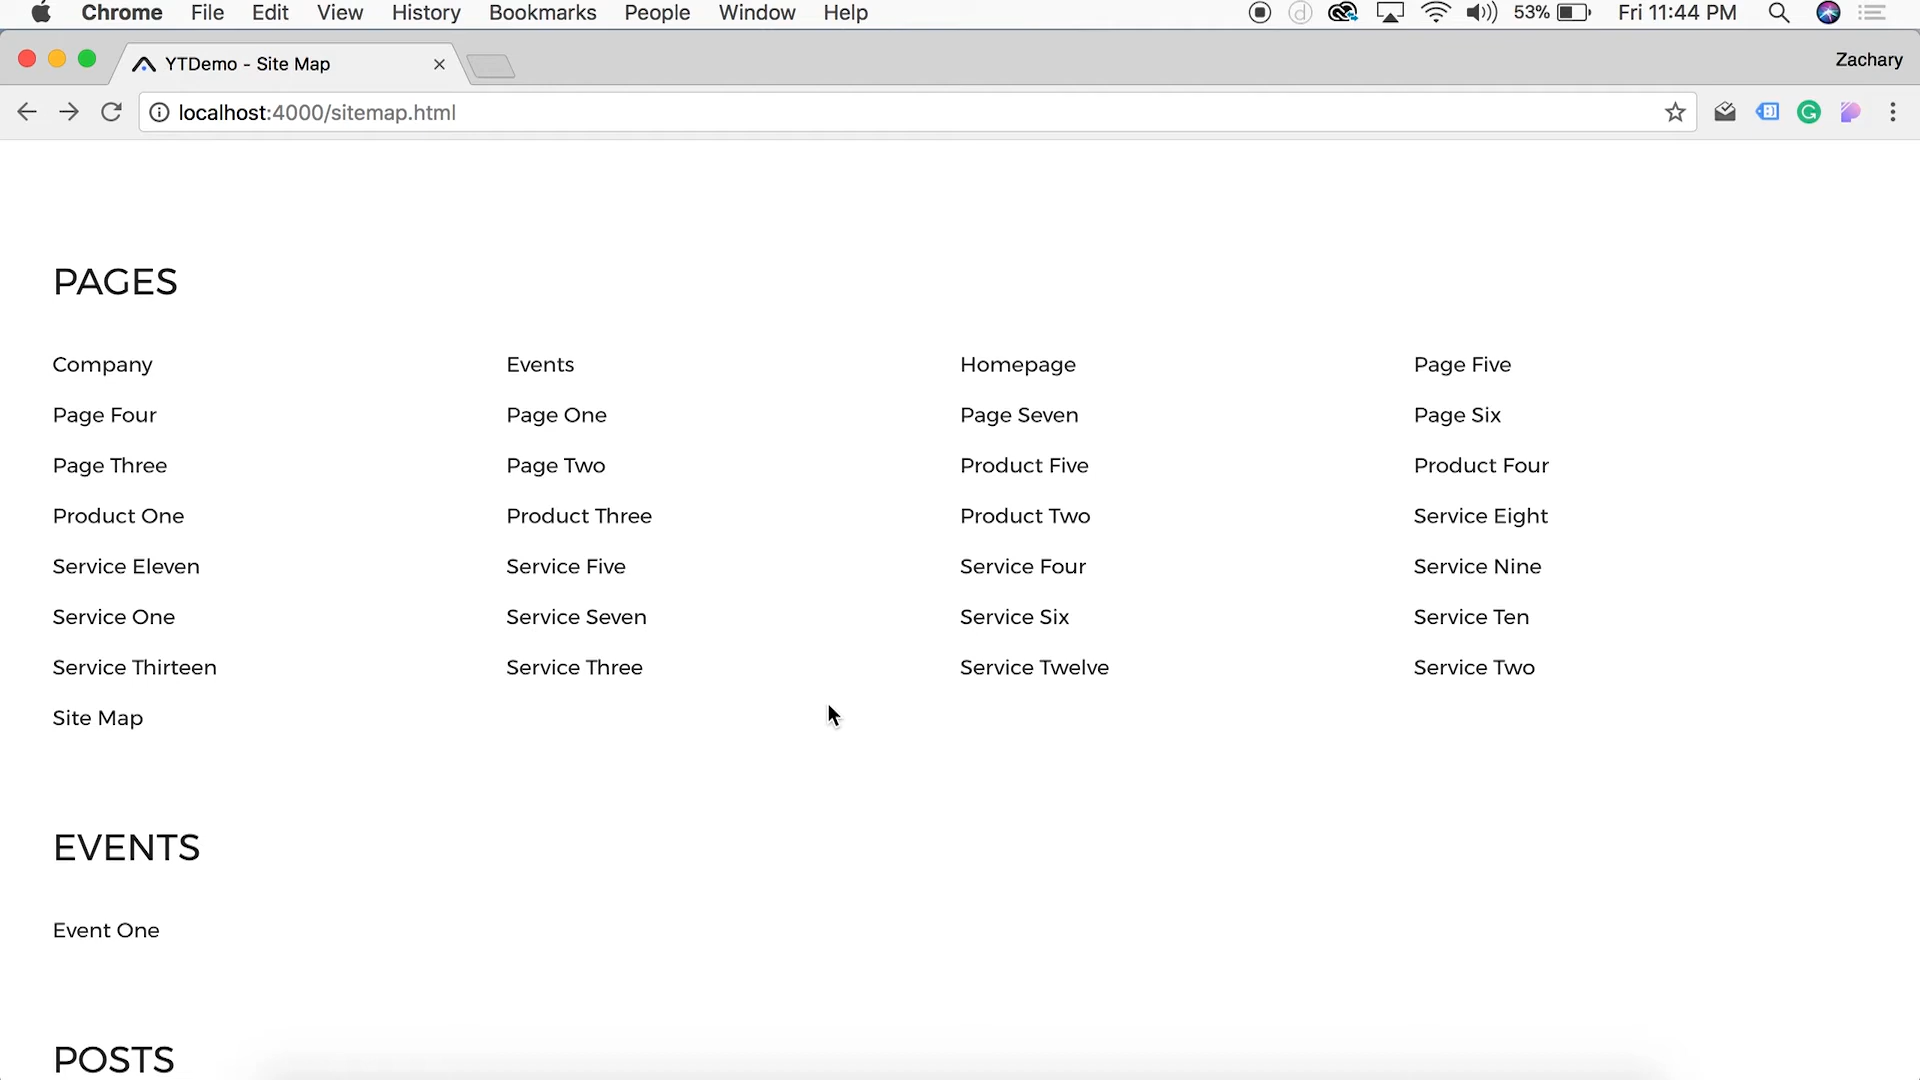 Chrome File Edit View History Bookmarks People Window Help 53% Fri 11:44 PM
YTDemo - Site Map Zachary
localhost:4000/sitemap.html
PAGES
Company Events Homepage Page Five
Page Four Page One Page Seven Page Six
Page Three Page Two Product Five Product Four
Product One Product Three Product Two Service Eight
Service Eleven Service Five Service Four Service Nine
Service One Service Seven Service Six Service Ten
Service Thirteen Service Three Service Twelve Service Two
Site Map
EVENTS
Event One
POSTS